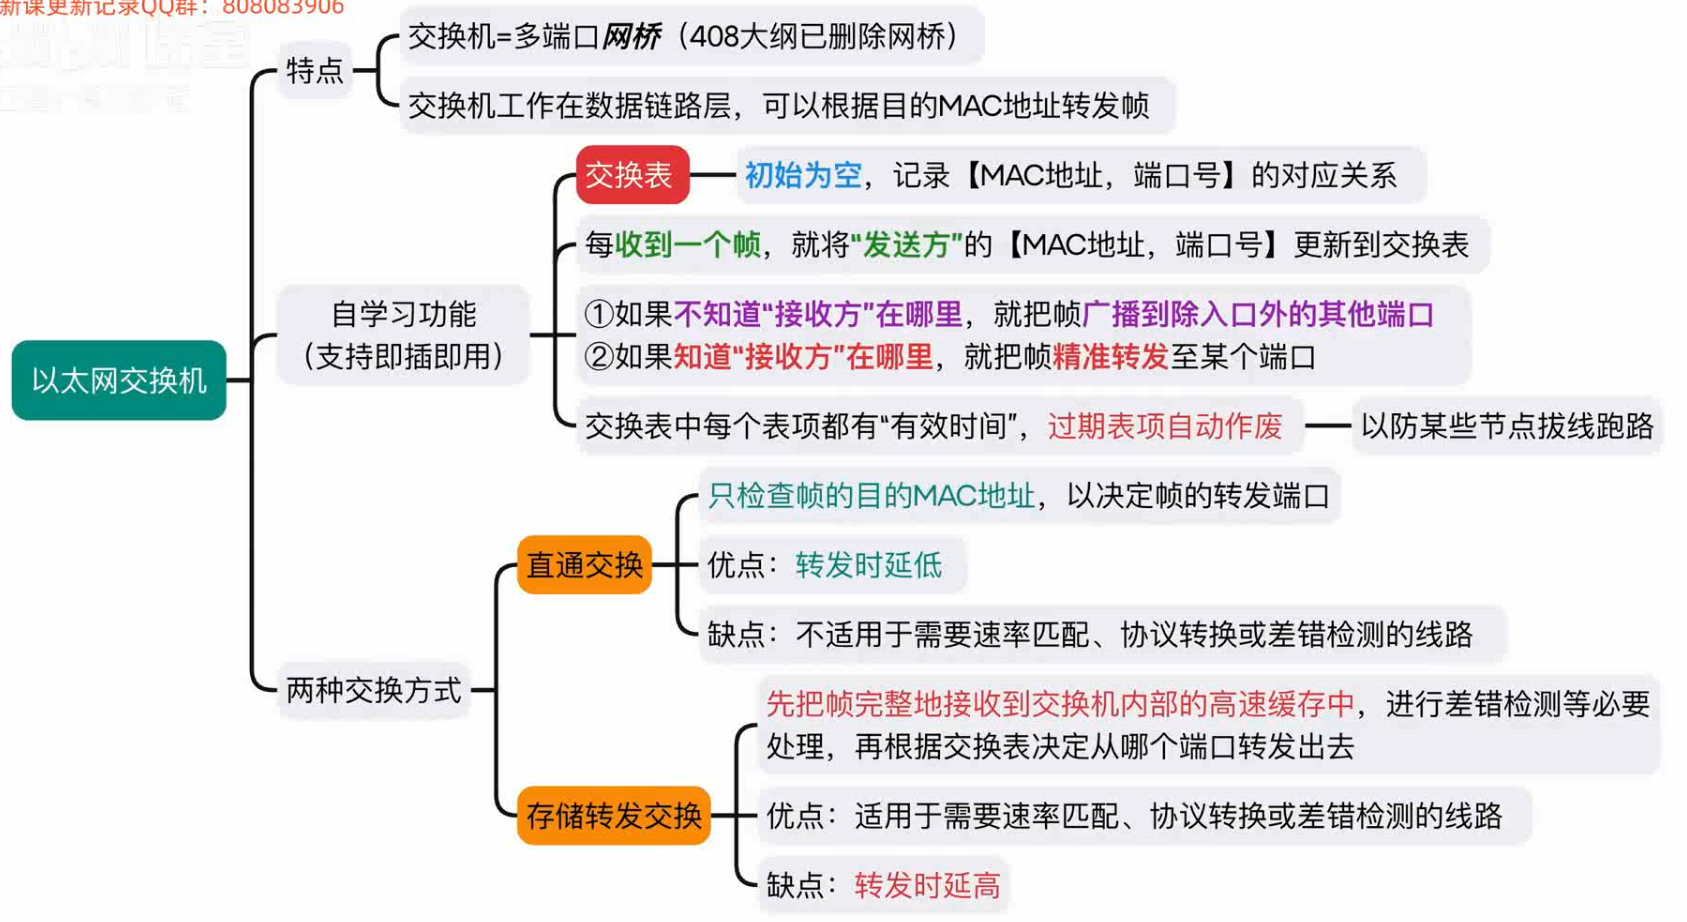 新课更新记录QQ群：808083906
交换机=多端口网桥（408大纲已删除网桥）
特点
交换机工作在数据链路层，可以根据目的MAC地址转发帧
交换表
初始为空，记录【MAC地址，端口号】的对应关系
每收到一个帧，就将“发送方”的【MAC地址，端口号】更新到交换表
自学习功能
（支持即插即用）
①如果不知道“接收方”在哪里，就把帧广播到除入口外的其他端口
②如果知道“接收方”在哪里，就把帧精准转发至某个端口
以太网交换机
交换表中每个表项都有“有效时间”，过期表项自动作废
以防某些节点拔线跑路
只检查帧的目的MAC地址，以决定帧的转发端口
直通交换
优点：转发时延低
缺点：不适用于需要速率匹配、协议转换或差错检测的线路
两种交换方式
先把帧完整地接收到交换机内部的高速缓存中，进行差错检测等必要
处理，再根据交换表决定从哪个端口转发出去
存储转发交换
优点：适用于需要速率匹配、协议转换或差错检测的线路
缺点：转发时延高